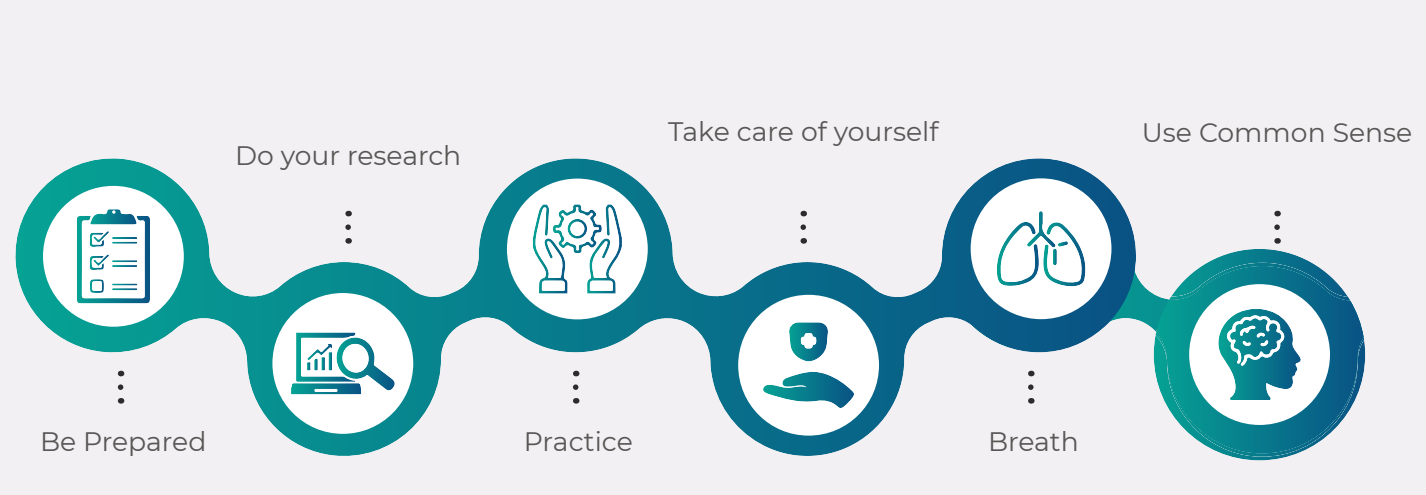 Be Prepared
Do your research
Practice
Take care of yourself
Breath
Use Common Sense